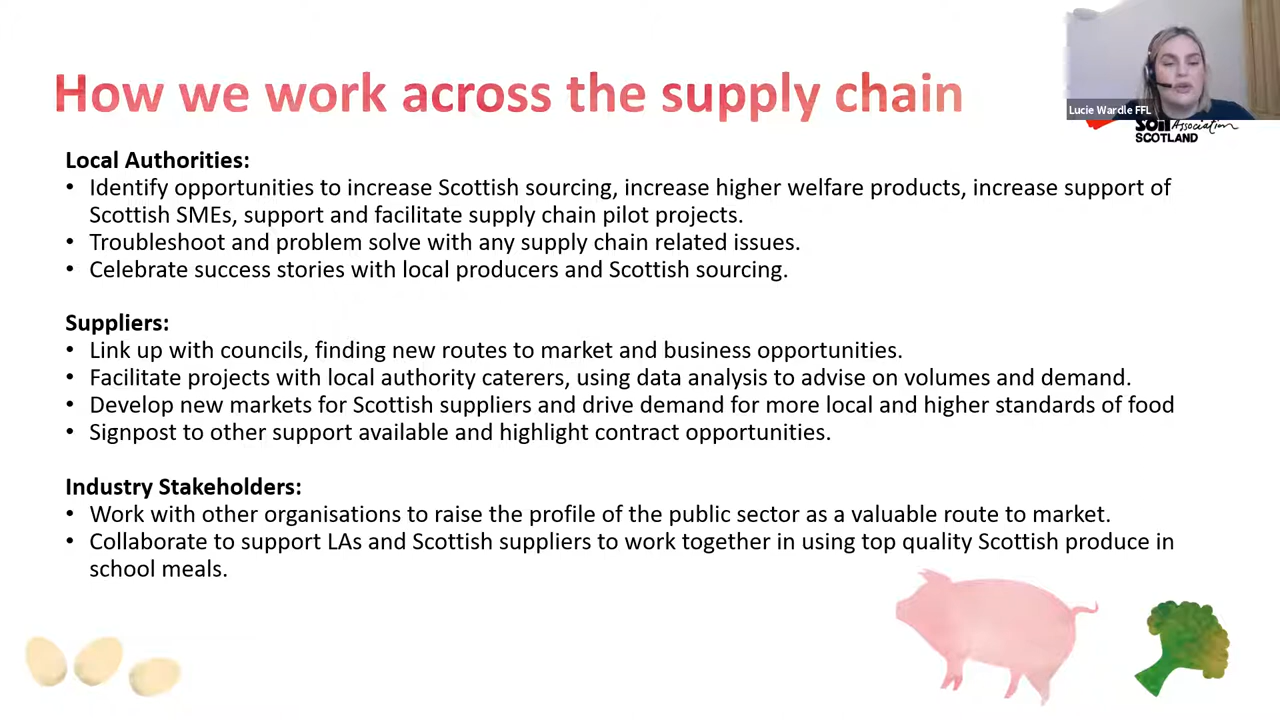 How we work across the supply chain
Lucie Wardle FFL
Soil Association
SCOTLAND
Local Authorities:
• Identify opportunities to increase Scottish sourcing, increase higher welfare products, increase support of
Scottish SMEs, support and facilitate supply chain pilot projects.
• Troubleshoot and problem solve with any supply chain related issues.
• Celebrate success stories with local producers and Scottish sourcing.
Suppliers:
• Link up with councils, finding new routes to market and business opportunities.
• Facilitate projects with local authority caterers, using data analysis to advise on volumes and demand.
• Develop new markets for Scottish suppliers and drive demand for more local and higher standards of food
• Signpost to other support available and highlight contract opportunities.
Industry Stakeholders:
• Work with other organisations to raise the profile of the public sector as a valuable route to market.
• Collaborate to support LAs and Scottish suppliers to work together in using top quality Scottish produce in
school meals.